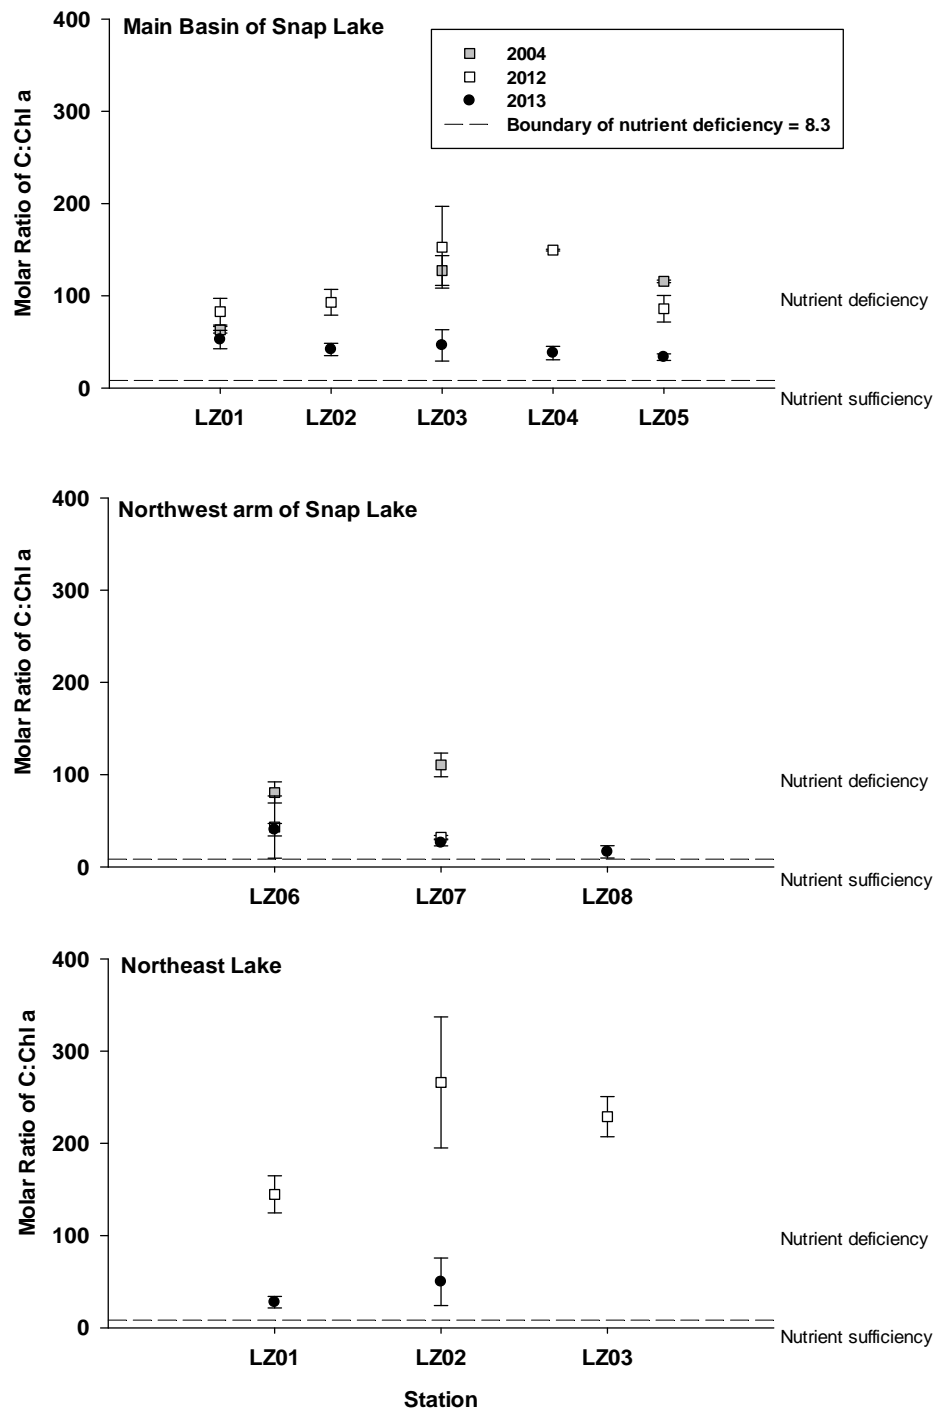 Main Basin of Snap Lake
2004
2012
2013
Boundary of nutrient deficiency = 8.3
Molar Ratio of C:Chl a
400
300
200
100
0
Nutrient deficiency
Nutrient sufficiency
LZ01 LZ02 LZ03 LZ04 LZ05
Northwest arm of Snap Lake
Molar Ratio of C:Chl a
400
300
200
100
0
Nutrient deficiency
Nutrient sufficiency
LZ06 LZ07 LZ08
Northeast Lake
Molar Ratio of C:Chl a
400
300
200
100
0
Nutrient deficiency
Nutrient sufficiency
LZ01 LZ02 LZ03
Station